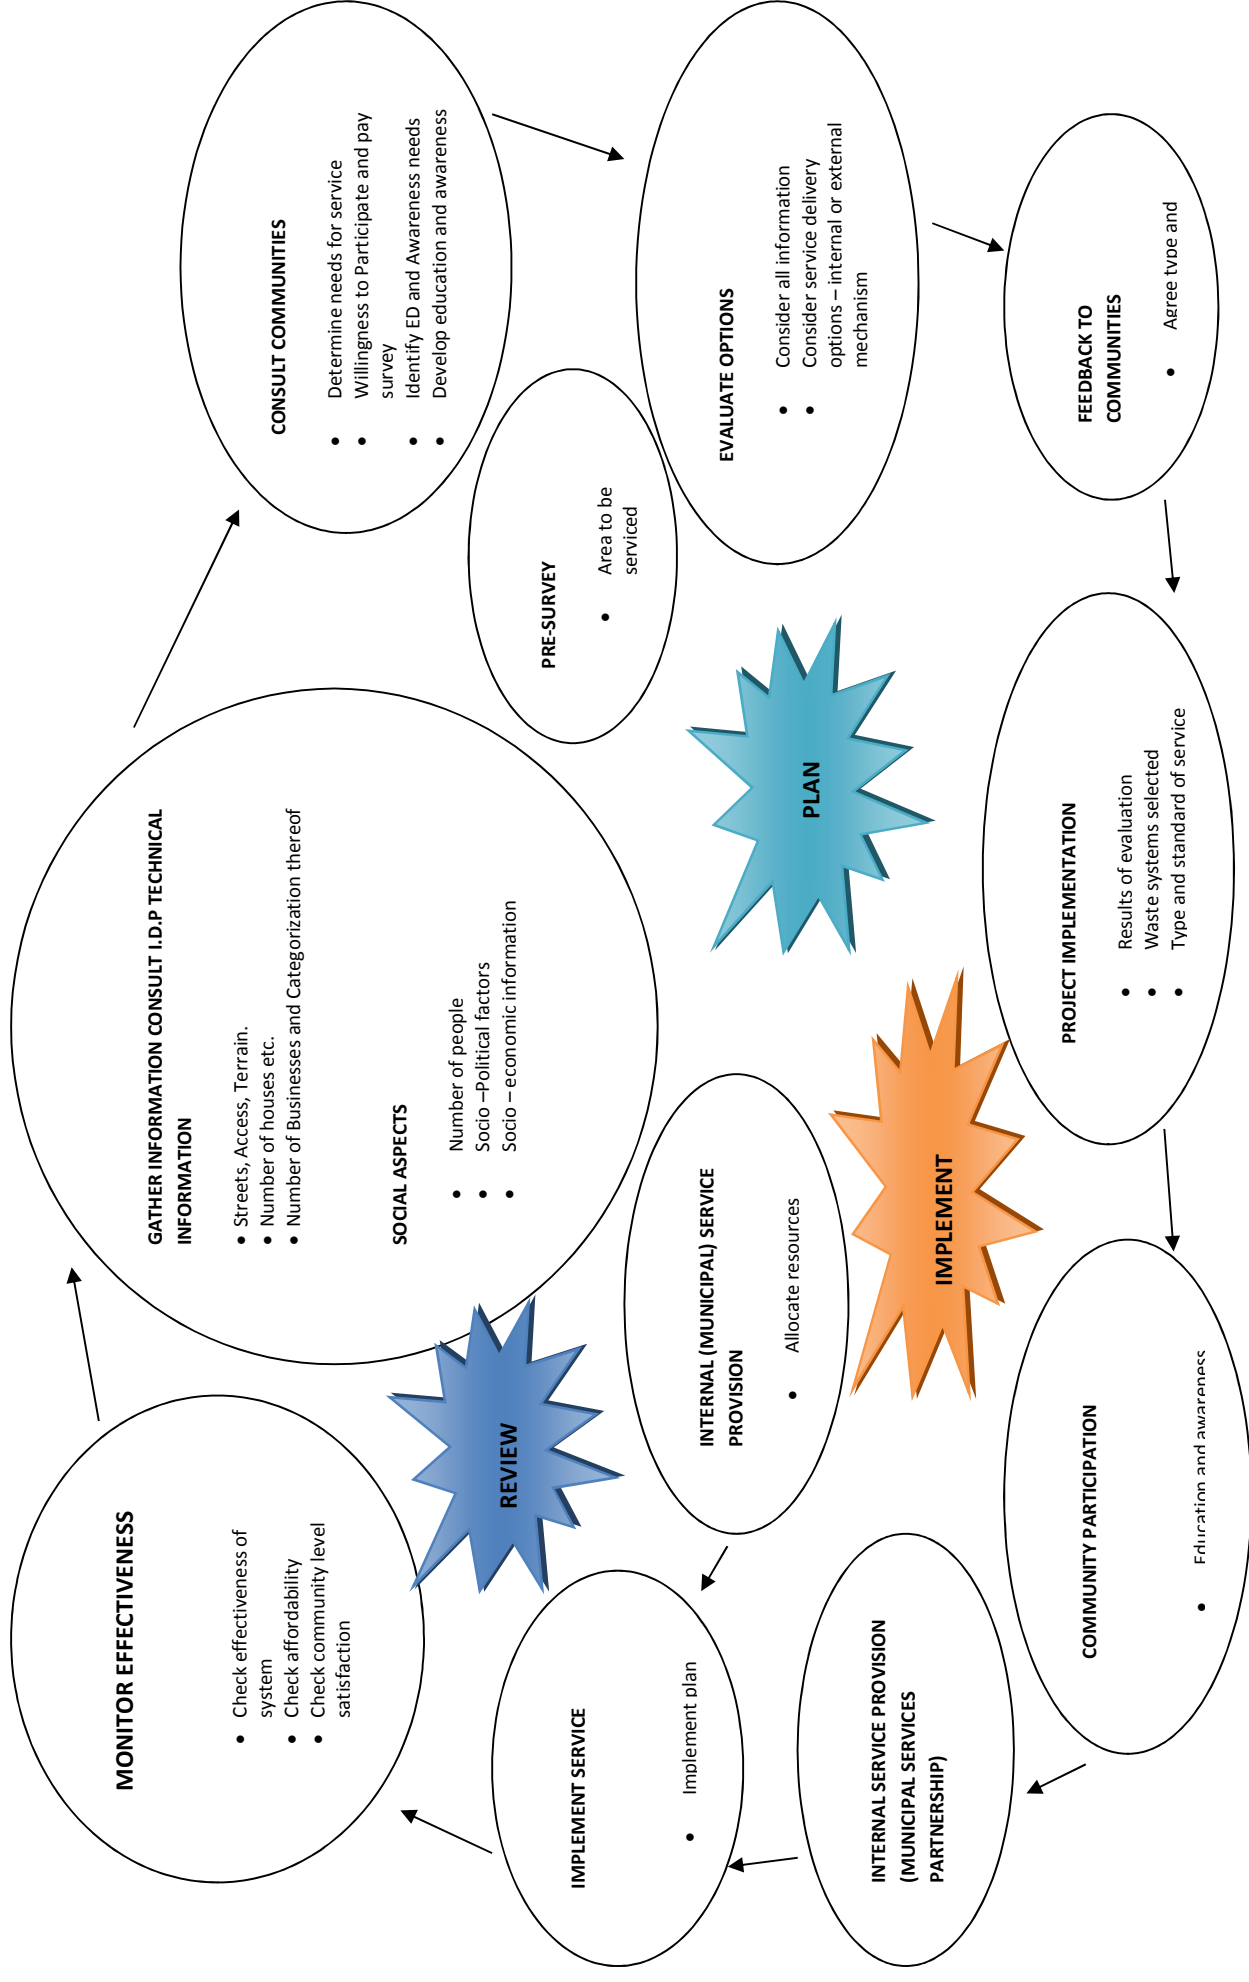 MONITOR EFFECTIVENESS
• Check effectiveness of
system
• Check affordability
• Check community level
satisfaction
GATHER INFORMATION CONSULT I.D.P TECHNICAL
INFORMATION
• Streets, Access, Terrain.
• Number of houses etc.
• Number of Businesses and Categorization thereof
SOCIAL ASPECTS
• Number of people
• Socio –Political factors
• Socio – economic information
CONSULT COMMUNITIES
• Determine needs for service
• Willingness to Participate and pay
survey
• Identify ED and Awareness needs
• Develop education and awareness
PRE-SURVEY
• Area to be
serviced
EVALUATE OPTIONS
• Consider all information
• Consider service delivery
options – internal or external
mechanism
FEEDBACK TO
COMMUNITIES
• Agree type and
PLAN
PROJECT IMPLEMENTATION
• Results of evaluation
• Waste systems selected
• Type and standard of service
IMPLEMENT
COMMUNITY PARTICIPATION
• Education and awareness
INTERNAL SERVICE PROVISION
(MUNICIPAL SERVICES
PARTNERSHIP)
INTERNAL (MUNICIPAL) SERVICE
PROVISION
• Allocate resources
IMPLEMENT SERVICE
• Implement plan
REVIEW